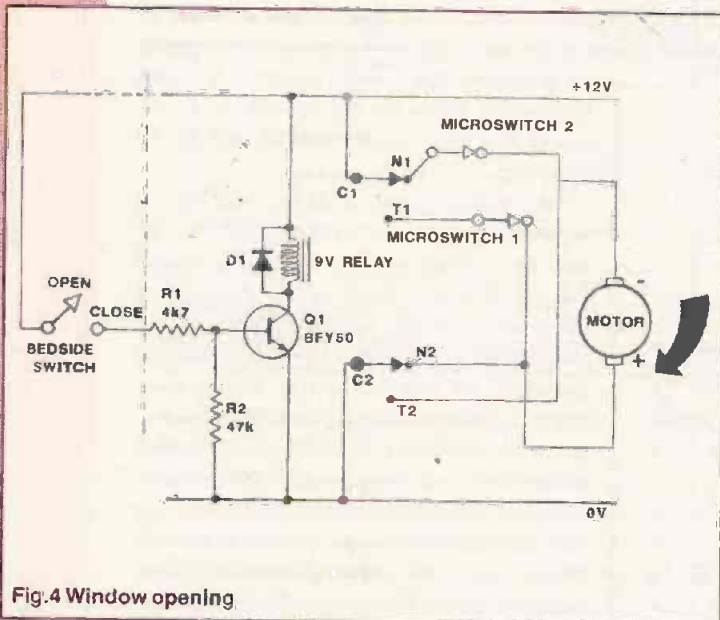 +12V
MICROSWITCH 2
N1
C1
T1
MICROSWITCH 1
D1
9V RELAY
OPEN
CLOSE
R1
4k7
BEDSIDE
SWITCH
Q1
BFY50
R2
47k
N2
C2
T2
-
MOTOR
+
0V
Fig.4 Window opening